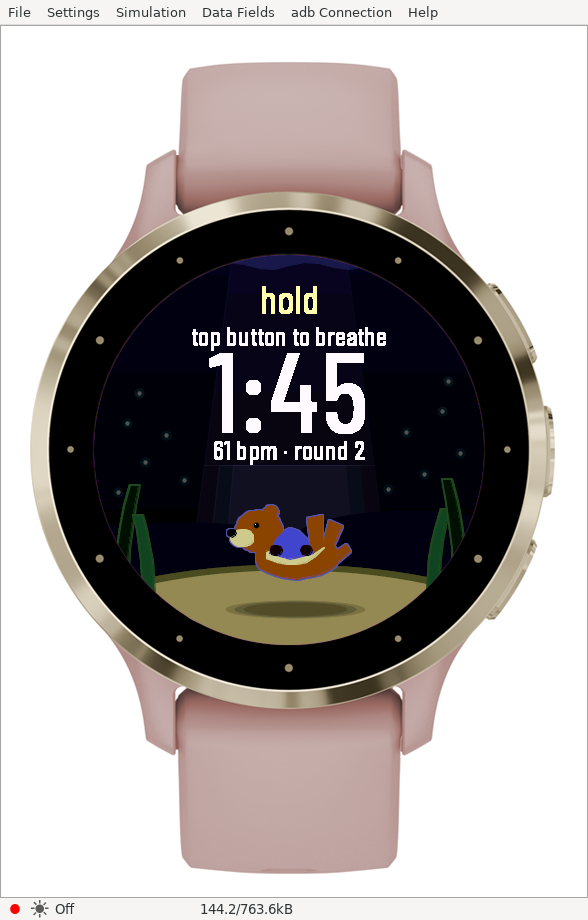 File Settings Simulation Data Fields adb Connection Help
hold
top button to breathe
1:45
61 bpm · round 2
Off 144.2/763.6kB